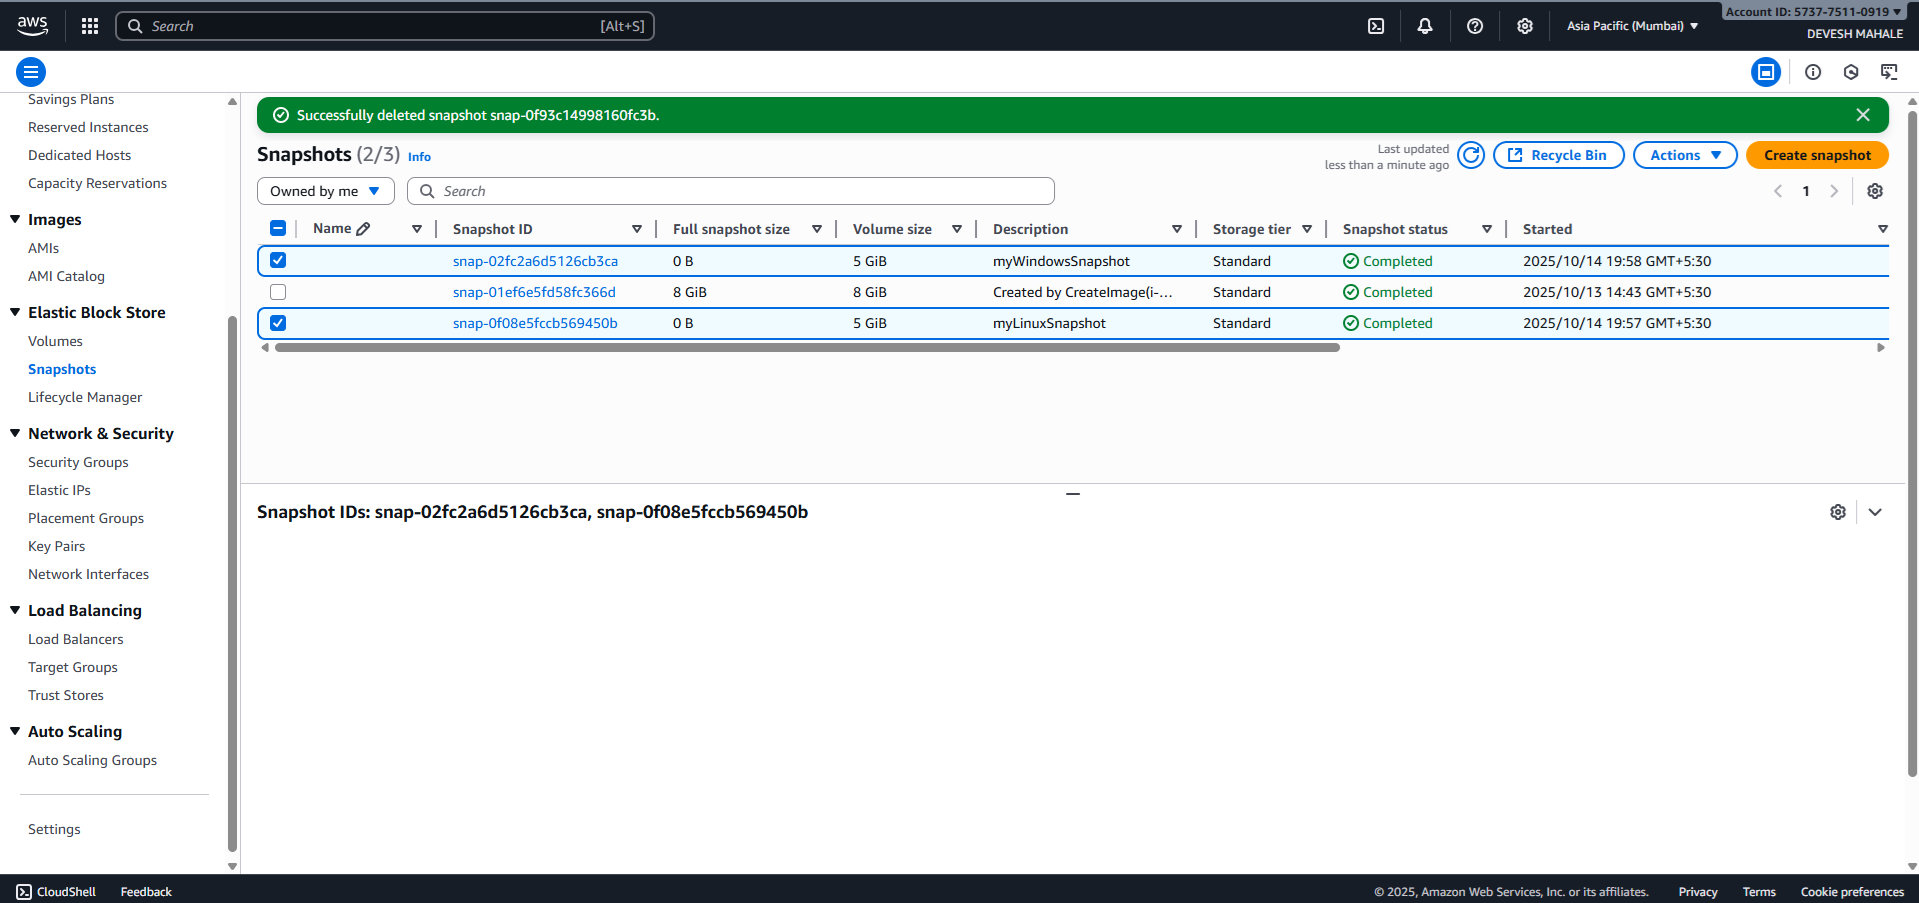 aws
Search [Alt+S]
Asia Pacific (Mumbai)
Account ID: 5737-7511-0919
DEVESH MAHALE
Savings Plans
Reserved Instances
Dedicated Hosts
Capacity Reservations
Images
AMIs
AMI Catalog
Elastic Block Store
Volumes
Snapshots
Lifecycle Manager
Network & Security
Security Groups
Elastic IPs
Placement Groups
Key Pairs
Network Interfaces
Load Balancing
Load Balancers
Target Groups
Trust Stores
Auto Scaling
Auto Scaling Groups
Settings
Successfully deleted snapshot snap-0f93c14998160fc3b.
Snapshots (2/3) Info
Last updated
less than a minute ago
Recycle Bin
Actions
Create snapshot
Owned by me
Search
1
Name Snapshot ID Full snapshot size Volume size Description Storage tier Snapshot status Started
snap-02fc2a6d5126cb3ca 0 B 5 GiB myWindowsSnapshot Standard Completed 2025/10/14 19:58 GMT+5:30
snap-01ef6e5fd58fc366d 8 GiB 8 GiB Created by CreateImage(i-... Standard Completed 2025/10/13 14:43 GMT+5:30
snap-0f08e5fccb569450b 0 B 5 GiB myLinuxSnapshot Standard Completed 2025/10/14 19:57 GMT+5:30
Snapshot IDs: snap-02fc2a6d5126cb3ca, snap-0f08e5fccb569450b
CloudShell Feedback
© 2025, Amazon Web Services, Inc. or its affiliates. Privacy Terms Cookie preferences